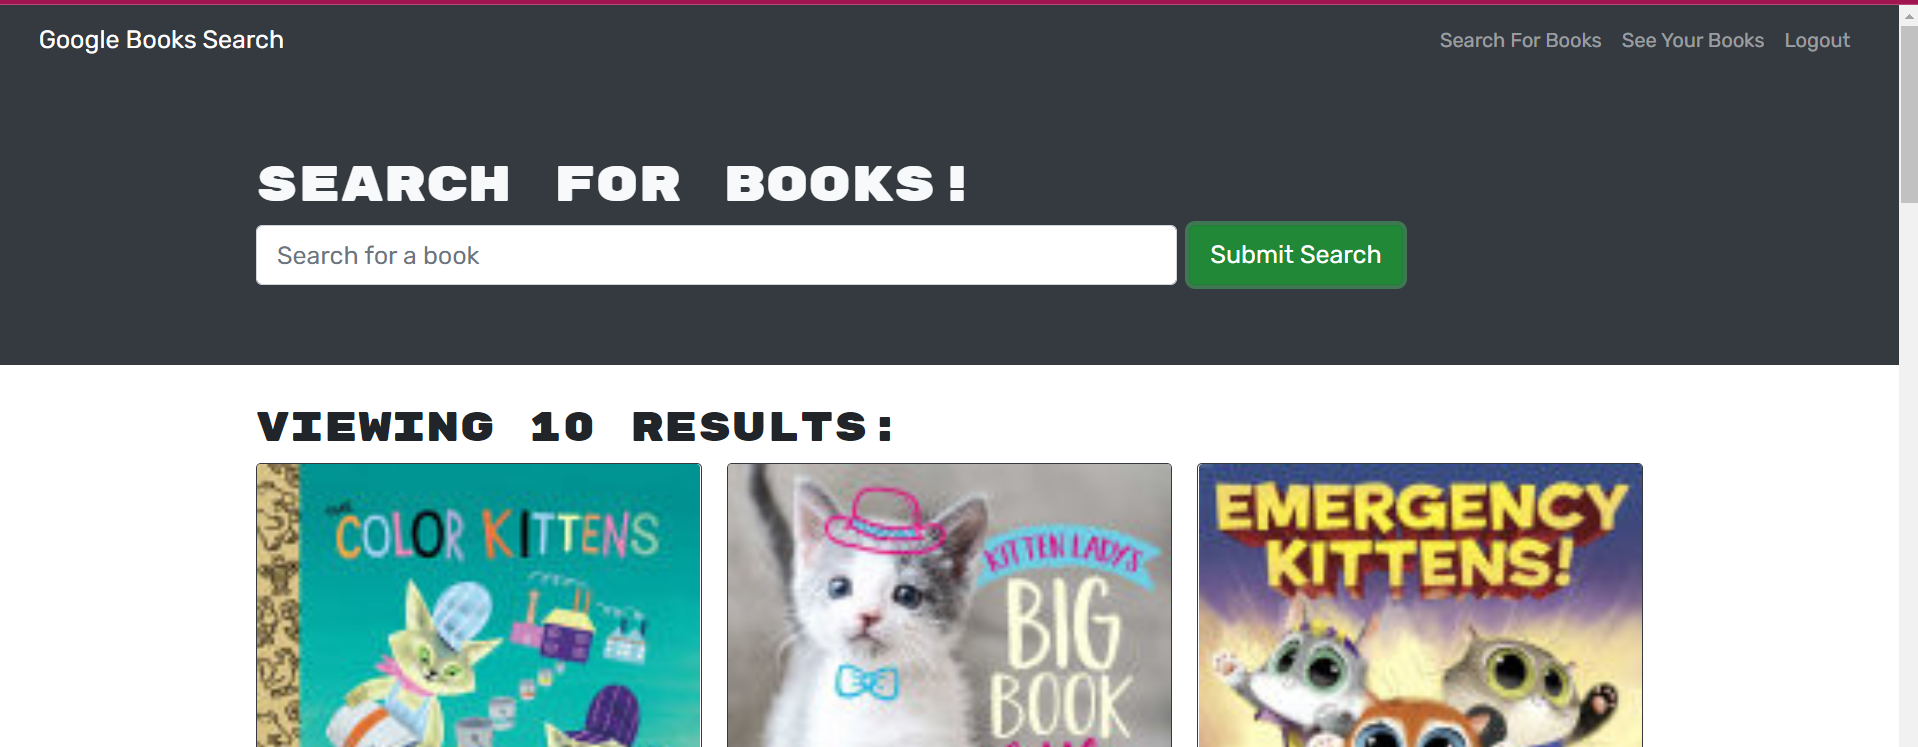 Google Books Search
Search For Books
See Your Books
Logout
SEARCH FOR BOOKS!
Search for a book
Submit Search
VIEWING 10 RESULTS:
THE
COLOR KITTENS
KITTEN LADY'S
BIG
BOOK
EMERGENCY
KITTENS!